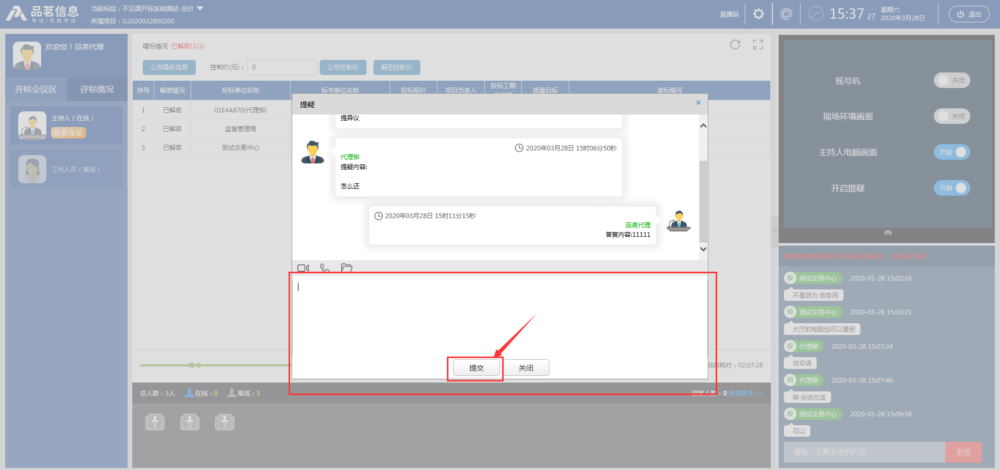 品茗信息
专注·你的专注
当前标段：不见面开标系统测试-总价
所属项目：G2020032800200
直播码
15:37 27
星期六
2020年3月28日
退出
欢迎您！品茗代理
开标会议区
评标情况
主持人（在线）
查看提疑
工作人员（离线）
唱标情况 已解密(3/3)
公布唱标信息
控制价(元)：
0
公布控制价
解密控制价
序号 解密情况 投标单位名称 标书单位名称 投标报价 项目负责人 投标工期 质量目标 废标情况
1 已解密 01E4A870(代理柳)
2 已解密 监督管理局
3 已解密 测试交易中心
提疑
×
提异议
2020年03月28日 15时06分50秒
代理柳
提疑内容:
怎么还
2020年03月28日 15时11分15秒
品茗代理
答复内容:11111
提交
关闭
当前耗时：02:07:28
总人数：3人
在线：0
离线：3
游客人数：0 查看更多>>
1
2
3
摇号机
关闭
现场环境画面
关闭
主持人电脑画面
开启
开启提疑
开启
投 测试交易中心 2020-03-28 15:02:10
不是因为 政务网
投 测试交易中心 2020-03-28 15:02:23
大厅的电脑也可以看到
投 代理柳 2020-03-28 15:07:24
说句话
投 代理柳 2020-03-28 15:07:46
柳 你说句话
投 测试交易中心 2020-03-28 15:09:58
可以
请输入您要发送的内容
发送